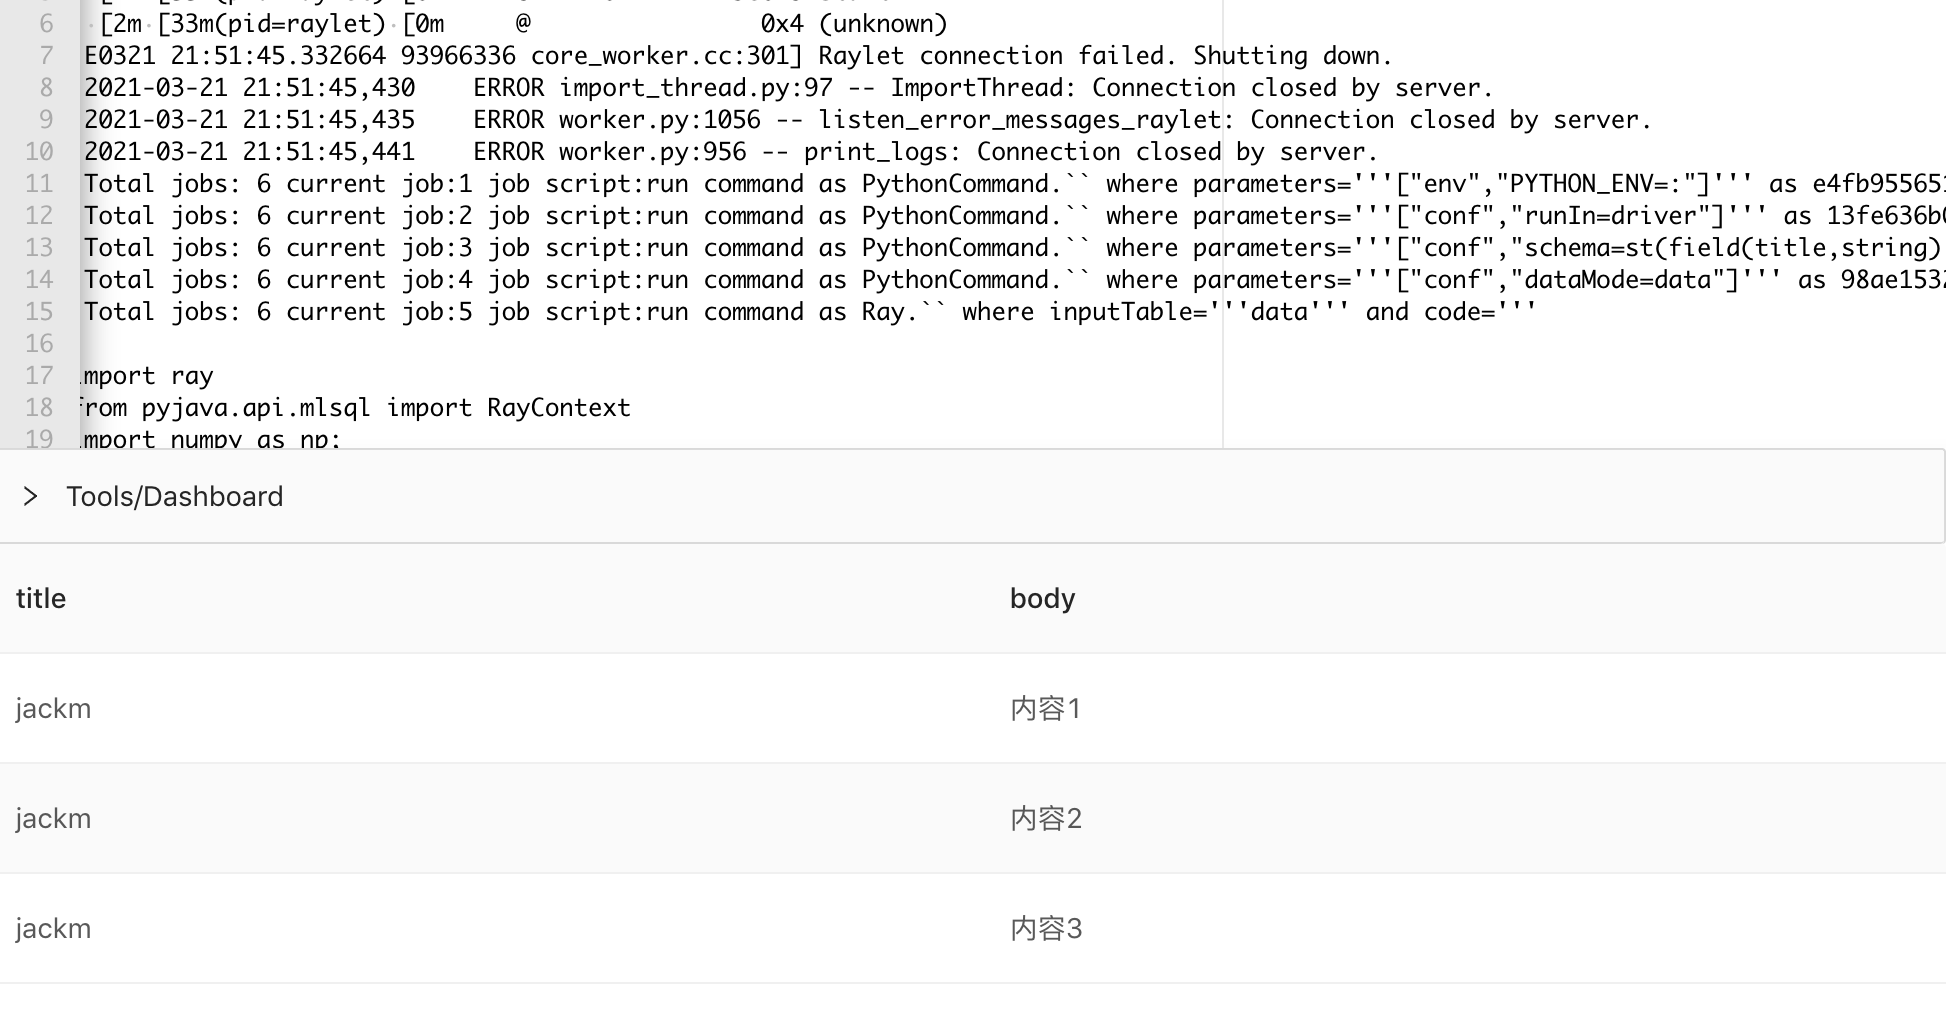 6 [2m [33m(pid=raylet) [0m     @                0x4 (unknown)
7 E0321 21:51:45.332664 93966336 core_worker.cc:301] Raylet connection failed. Shutting down.
8 2021-03-21 21:51:45,430    ERROR import_thread.py:97 -- ImportThread: Connection closed by server.
9 2021-03-21 21:51:45,435    ERROR worker.py:1056 -- listen_error_messages_raylet: Connection closed by server.
10 2021-03-21 21:51:45,441    ERROR worker.py:956 -- print_logs: Connection closed by server.
11 Total jobs: 6 current job:1 job script:run command as PythonCommand.`` where parameters='''["env","PYTHON_ENV=:"]''' as e4fb955651
12 Total jobs: 6 current job:2 job script:run command as PythonCommand.`` where parameters='''["conf","runIn=driver"]''' as 13fe636b0
13 Total jobs: 6 current job:3 job script:run command as PythonCommand.`` where parameters='''["conf","schema=st(field(title,string)
14 Total jobs: 6 current job:4 job script:run command as PythonCommand.`` where parameters='''["conf","dataMode=data"]''' as 98ae1532
15 Total jobs: 6 current job:5 job script:run command as Ray.`` where inputTable='''data''' and code='''
16
17 import ray
18 from pyjava.api.mlsql import RayContext
19 import numpy as np;
> Tools/Dashboard
title body
jackm 内容1
jackm 内容2
jackm 内容3